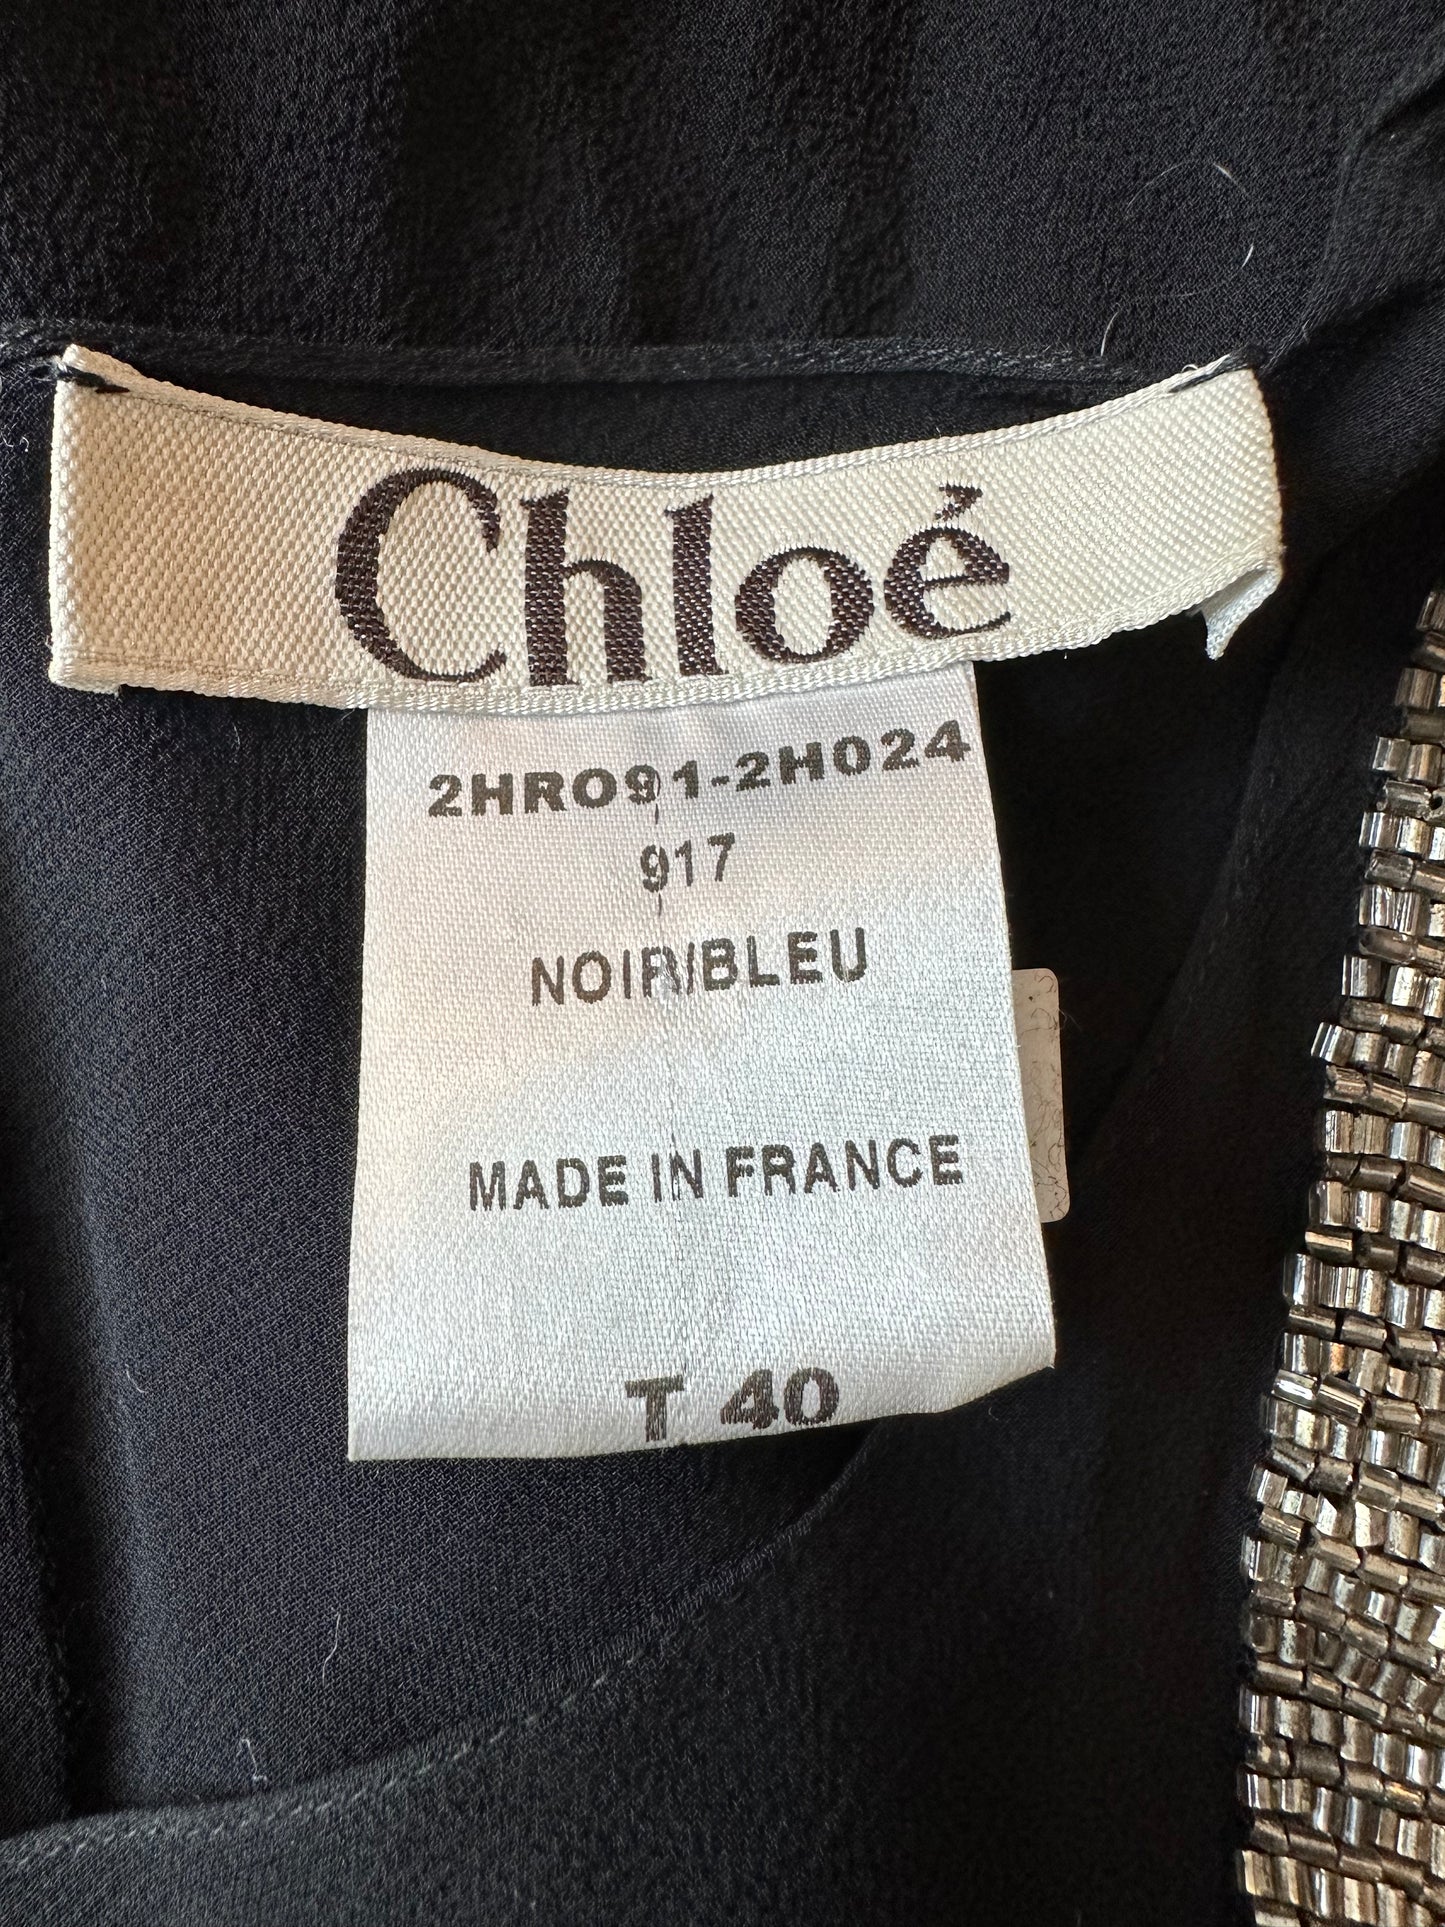 Chloé
2HRO91-2H024
917
NOIR/BLEU
MADE IN FRANCE
T 40